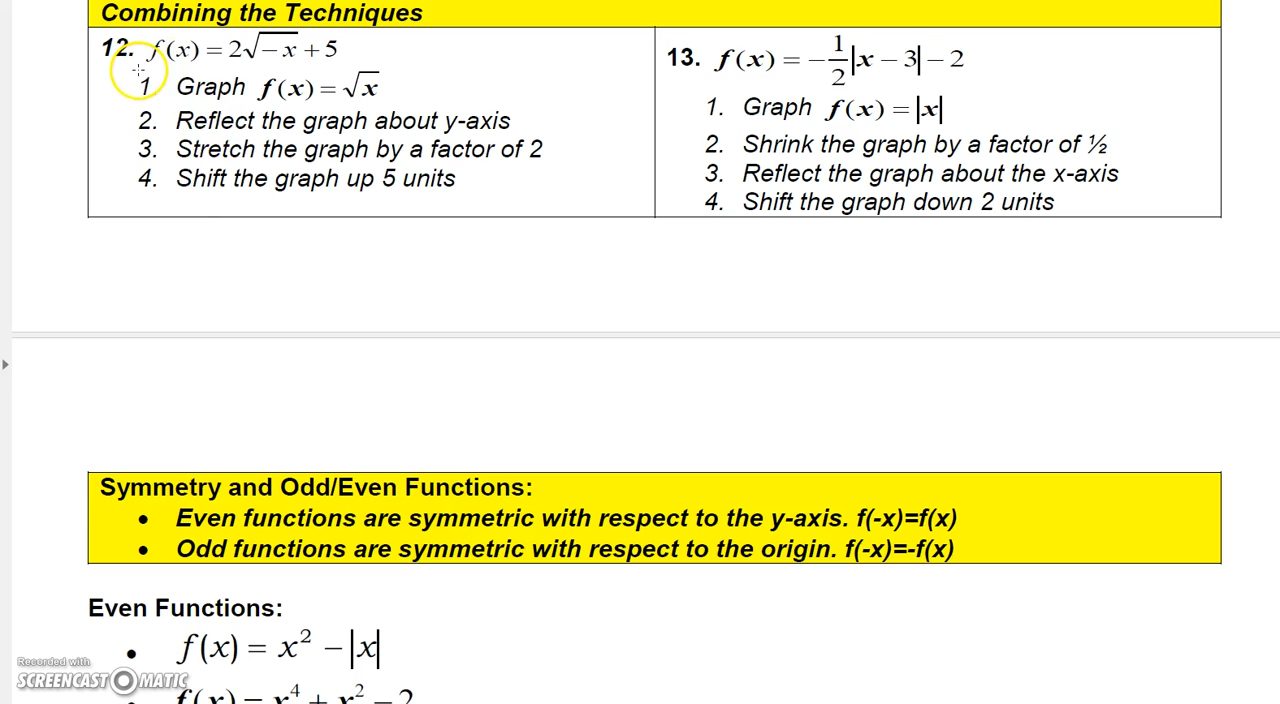 Combining the Techniques
12. f(x) = 2√−x + 5
1 Graph f(x) = √x
2. Reflect the graph about y-axis
3. Stretch the graph by a factor of 2
4. Shift the graph up 5 units
13. f(x) = −1/2|x − 3| − 2
1. Graph f(x) = |x|
2. Shrink the graph by a factor of ½
3. Reflect the graph about the x-axis
4. Shift the graph down 2 units
Symmetry and Odd/Even Functions:
• Even functions are symmetric with respect to the y-axis. f(-x)=f(x)
• Odd functions are symmetric with respect to the origin. f(-x)=-f(x)
Even Functions:
• f(x) = x² − |x|
• f(x) = x⁴ + x² − 2
Recorded with
SCREENCAST MATIC